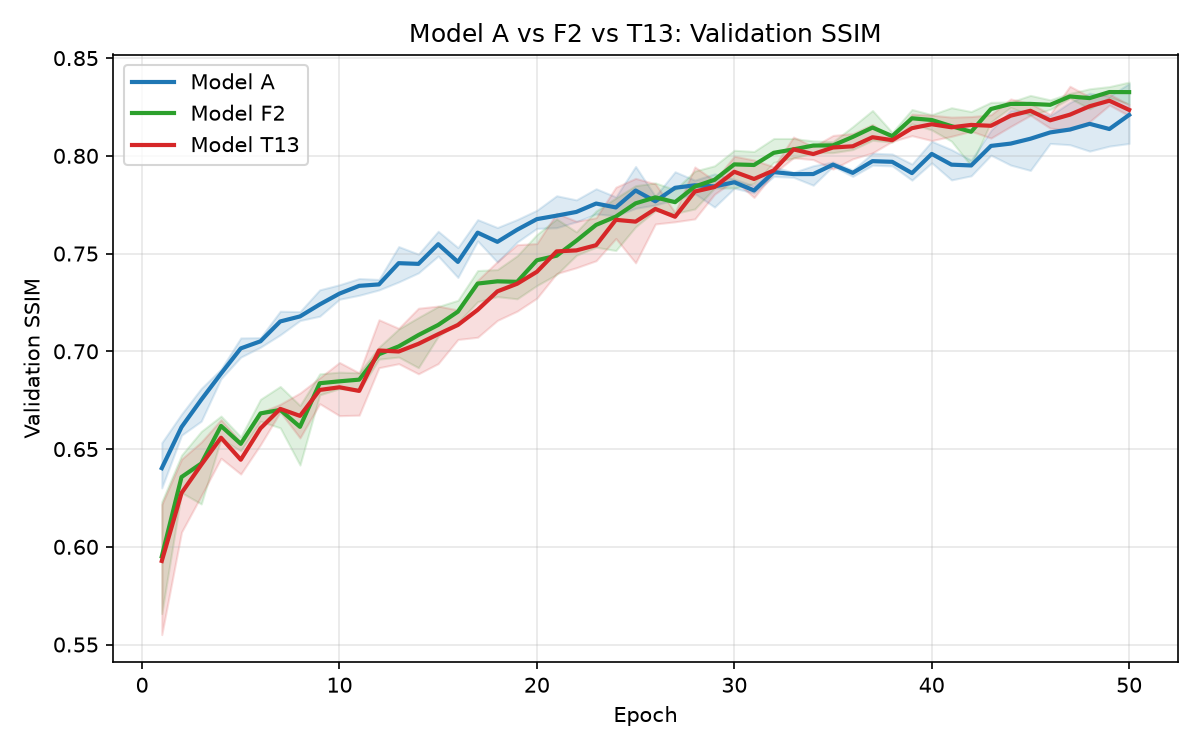 Model A vs F2 vs T13: Validation SSIM
Model A
Model F2
Model T13
Validation SSIM
0.85
0.80
0.75
0.70
0.65
0.60
0.55
0 10 20 30 40 50
Epoch